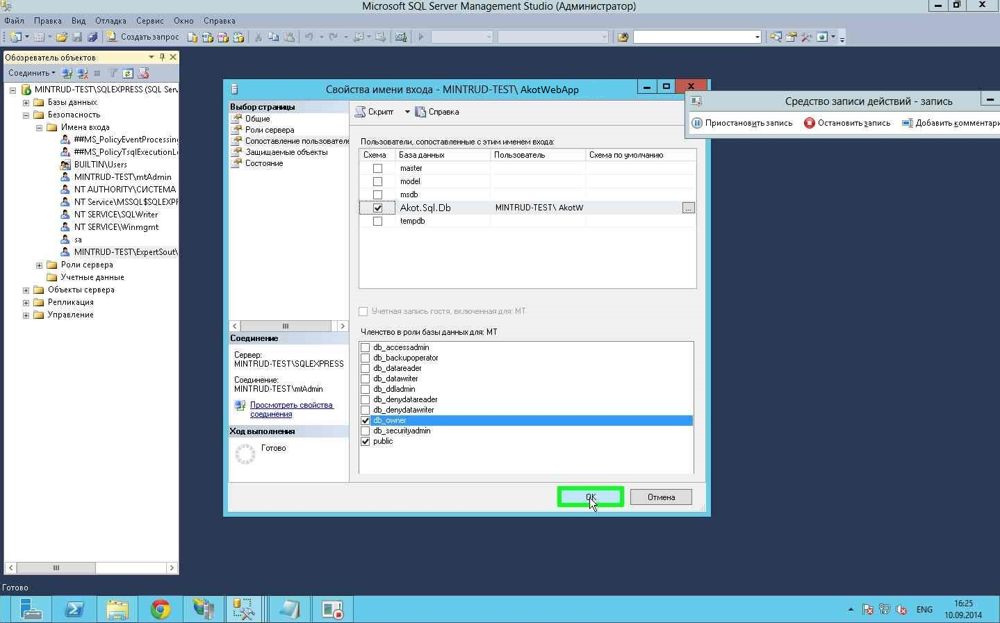 Microsoft SQL Server Management Studio (Администратор)
Файл Правка Вид Отладка Сервис Окно Справка
Создать запрос
Обозреватель объектов
Соединить
MINTRUD-TEST\SQLEXPRESS (SQL Ser
Базы данных
Безопасность
Имена входа
##MS_PolicyEventProcessing
##MS_PolicyTsqlExecutionL
BUILTIN\Users
MINTRUD-TEST\mtAdmin
NT AUTHORITY\СИСТЕМА
NT Service\MSSQL$SQLEXPR
NT SERVICE\SQLWriter
NT SERVICE\Winmgmt
sa
MINTRUD-TEST\ExpertSout\
Роли сервера
Учетные данные
Объекты сервера
Репликация
Управление
Готово
Свойства имени входа - MINTRUD-TEST\ AkotWebApp
Выбор страницы
Общие
Роли сервера
Сопоставление пользователе
Защищаемые объекты
Состояние
Соединение
Сервер:
MINTRUD-TEST\SQLEXPRESS
Соединение:
MINTRUD-TEST\mtAdmin
Просмотреть свойства
соединения
Ход выполнения
Готово
Скрипт Справка
Пользователи, сопоставленные с этим именем входа:
Схема База данных Пользователь Схема по умолчанию
master
model
msdb
Akot.Sql.Db MINTRUD-TEST\ AkotW ...
tempdb
Учетная запись гостя, включенная для: MT
Членство в роли базы данных для: MT
db_accessadmin
db_backupoperator
db_datareader
db_datawriter
db_ddladmin
db_denydatareader
db_denydatawriter
db_owner
db_securityadmin
public
OK Отмена
Средство записи действий - запись
Приостановить запись Остановить запись Добавить комментари
ENG
16:25
10.09.2014